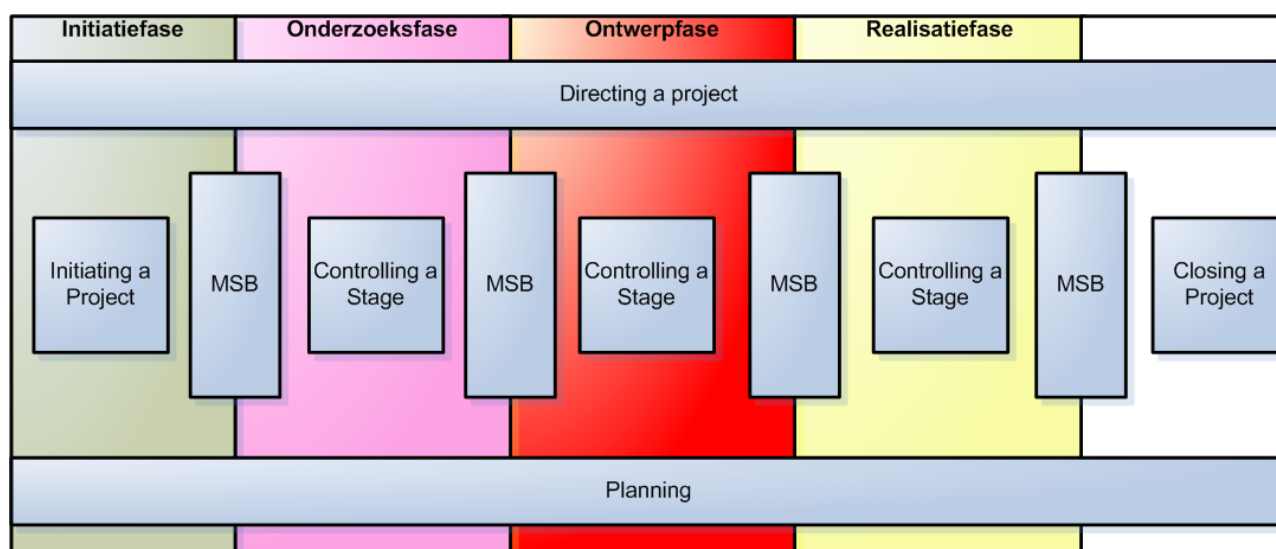 Initiatiefase
Onderzoeksfase
Ontwerpfase
Realisatiefase
Directing a project
Initiating a
Project
MSB
Controlling a
Stage
MSB
Controlling a
Stage
MSB
Controlling a
Stage
MSB
Closing a
Project
Planning